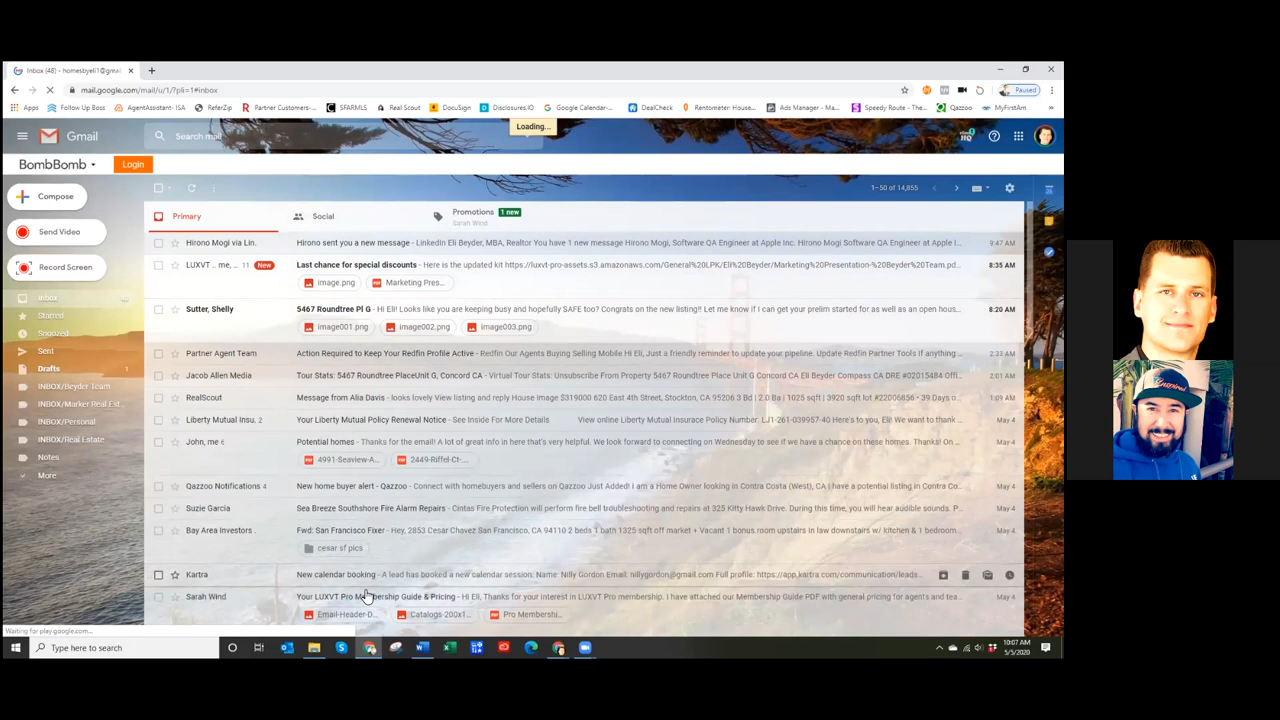 Inbox (48) - homesbyeli1@gmai
mail.google.com/mail/u/1/?pli=1#inbox
Paused
Apps Follow Up Boss AgentAssistant- ISA ReferZip Partner Customers-... SFARMLS Real Scout DocuSign Disclosures.IO Google Calendar-... DealCheck Rentometer: House... Ads Manager - Ma... Speedy Route - The... Qazzoo MyFirstAm
Loading...
Gmail
Search mail
BombBomb Login
Compose
1–50 of 14,855
Send Video
Record Screen
Inbox
Starred
Snoozed
Sent
Drafts 1
INBOX/Beyder Team
INBOX/Marker Real Est...
INBOX/Personal
INBOX/Real Estate
Notes
More
Primary
Social
Promotions 1 new
Sarah Wind
Hirono Mogi via Lin. Hirono sent you a new message - LinkedIn Eli Beyder, MBA, Realtor You have 1 new message Hirono Mogi, Software QA Engineer at Apple Inc. Hirono Mogi Software QA Engineer at Apple Inc. M... 9:47 AM
LUXVT .. me, ... 11 New Last chance for special discounts - Here is the updated kit https://luxvt-pro-assets.s3.amazonaws.com/General%20LPK/Eli%20Beyder/Marketing%20Presentation-%20Beyder%20Team.pd... 8:35 AM
image.png Marketing Pres...
Sutter, Shelly 5467 Roundtree Pl G - Hi Eli! Looks like you are keeping busy and hopefully SAFE too? Congrats on the new listing!! Let me know if I can get your prelim started for as well as an open hous... 8:20 AM
image001.png image002.png image003.png
Partner Agent Team Action Required to Keep Your Redfin Profile Active - Redfin Our Agents Buying Selling Mobile Hi Eli, Just a friendly reminder to update your pipeline. Update Redfin Partner Tools If anything ... 2:33 AM
Jacob Allen Media Tour Stats: 5467 Roundtree PlaceUnit G, Concord CA - Virtual Tour Stats: Unsubscribe From Property 5467 Roundtree Place Unit G Concord CA Eli Beyder Compass CA DRE #02015484 Offi... 2:01 AM
RealScout Message from Alia Davis - looks lovely View listing and reply House image $319000 620 East 4th Street, Stockton, CA 95206 3 Bd | 2.0 Ba | 1025 sqft | 3920 sqft lot #22006856 • 39 Days o... 1:09 AM
Liberty Mutual Insu. 2 Your Liberty Mutual Policy Renewal Notice - See Inside For More Details View online Liberty Mutual Insurace Policy Number: LJ1-261-039957-40 Here's to you, Eli! We want to thank ... May 4
John, me 6 Potential homes - Thanks for the email! A lot of great info in here that's very helpful. We look forward to connecting on Wednesday to see if we have a chance on these homes. Thanks! On ... May 4
4991-Seaview-A... 2449-Riffel-Ct-...
Qazzoo Notifications 4 New home buyer alert - Qazzoo - Connect with homebuyers and sellers on Qazzoo Just Added! I am a Home Owner looking in Contra Costa (West), CA I have a potential listing in Contra Co... May 4
Suzie Garcia Sea Breeze Southshore Fire Alarm Repairs - Cintas Fire Protection will perform fire bell troubleshooting and repairs at 325 Kitty Hawk Drive. During this time, you will hear audible sounds. P... May 4
Bay Area Investors . Fwd: San Francisco Fixer - Hey, 2853 Cesar Chavez San Francisco, CA 94110 2 beds 1 bath 1325 sqft off market + Vacant 1 bonus room upstairs in law downstairs w/ kitchen & 1 bedroom... May 4
cesar sf pics
Kartra New calendar booking - A lead has booked a new calendar session: Name: Nilly Gordon Email: nillygordon@gmail.com Full profile: https://app.kartra.com/communication/leads...
Sarah Wind Your LUXVT Pro Membership Guide & Pricing - Hi Eli, Thanks for your interest in LUXVT Pro membership. I have attached our Membership Guide PDF with general pricing for agents and tea... May 4
Email-Header-D... Catalogs-200x1... Pro Membershi...
Waiting for play.google.com...
Type here to search
10:07 AM
5/5/2020
Inspired